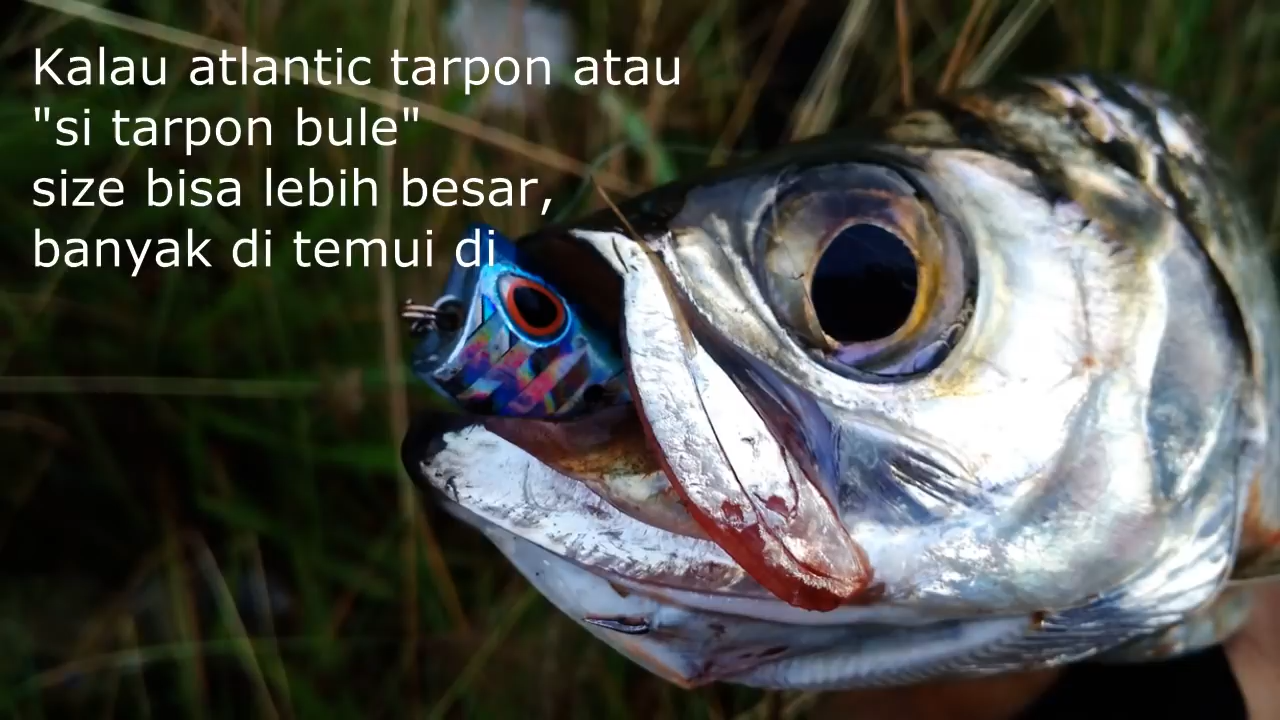 Kalau atlantic tarpon atau
"si tarpon bule"
size bisa lebih besar,
banyak di temui di